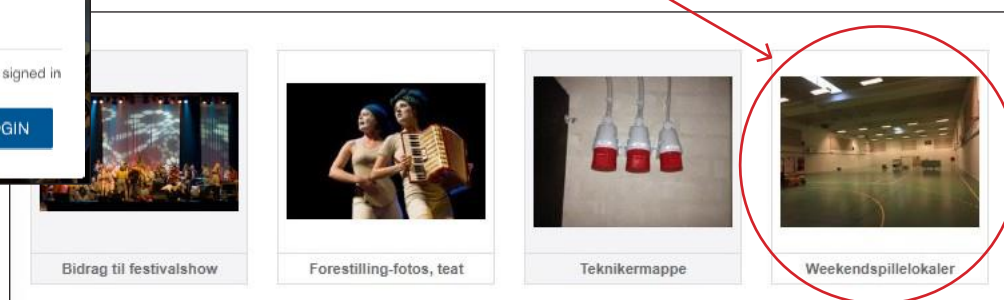 signed in
GIN
Bidrag til festivalshow
Forestilling-fotos, teat
Teknikermappe
Weekendspillelokaler